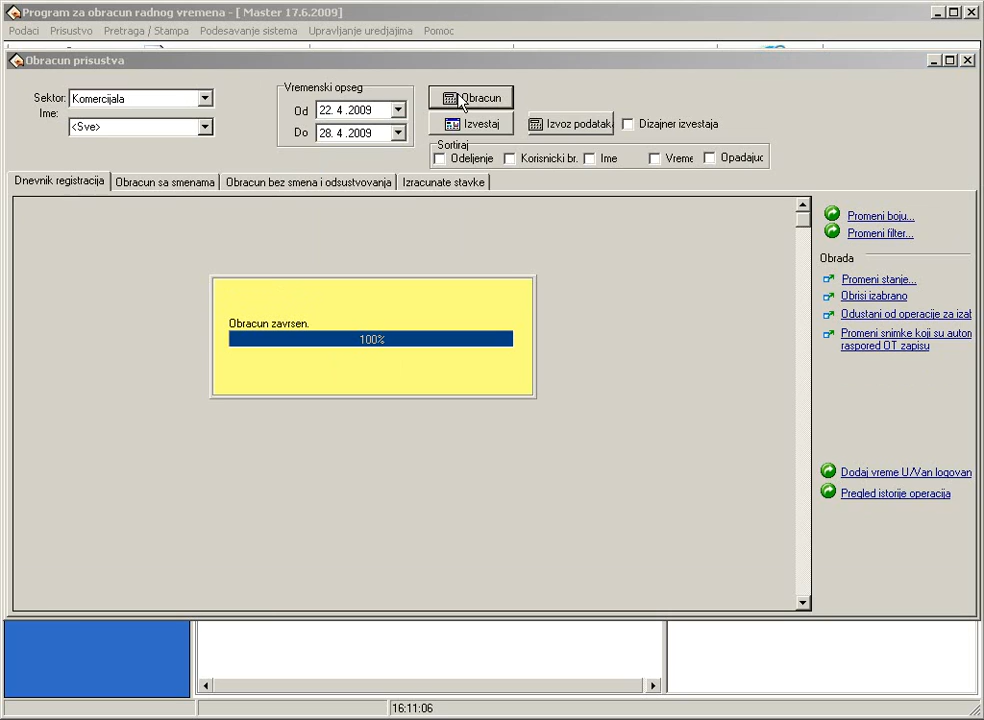 Program za obracun radnog vremena - [ Master 17.6.2009]
Podaci Prisustvo Pretraga / Stampa Podesavanje sistema Upravljanje uredjajima Pomoc
Obracun prisustva
Sektor: Komercijala
Ime: <Sve>
Vremenski opseg
Od 22. 4 .2009
Do 28. 4 .2009
Obracun
Izvestaj Izvoz podataka Dizajner izvestaja
Sortiraj
Odeljenje Korisnicki br. Ime Vreme Opadajuc
Dnevnik registracija Obracun sa smenama Obracun bez smena i odsustvovanja Izracunate stavke
Obracun zavrsen.
100%
Promeni boju...
Promeni filter...
Obrada
Promeni stanje...
Obrisi izabrano
Odustani od operacije za izab
Promeni snimke koji su autom
raspored OT zapisu
Dodaj vreme U/Van logovan
Pregled istorije operacija
16:11:06